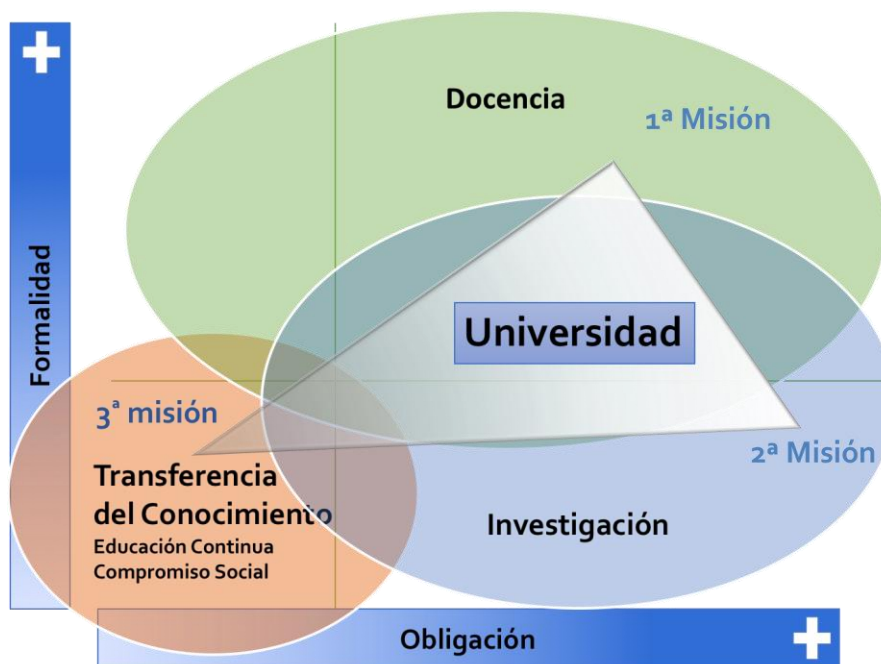 Docencia
1ª Misión
Formalidad
Universidad
3ª misión
2ª Misión
Transferencia
del Conocimiento
Educación Continua
Compromiso Social
Investigación
Obligación